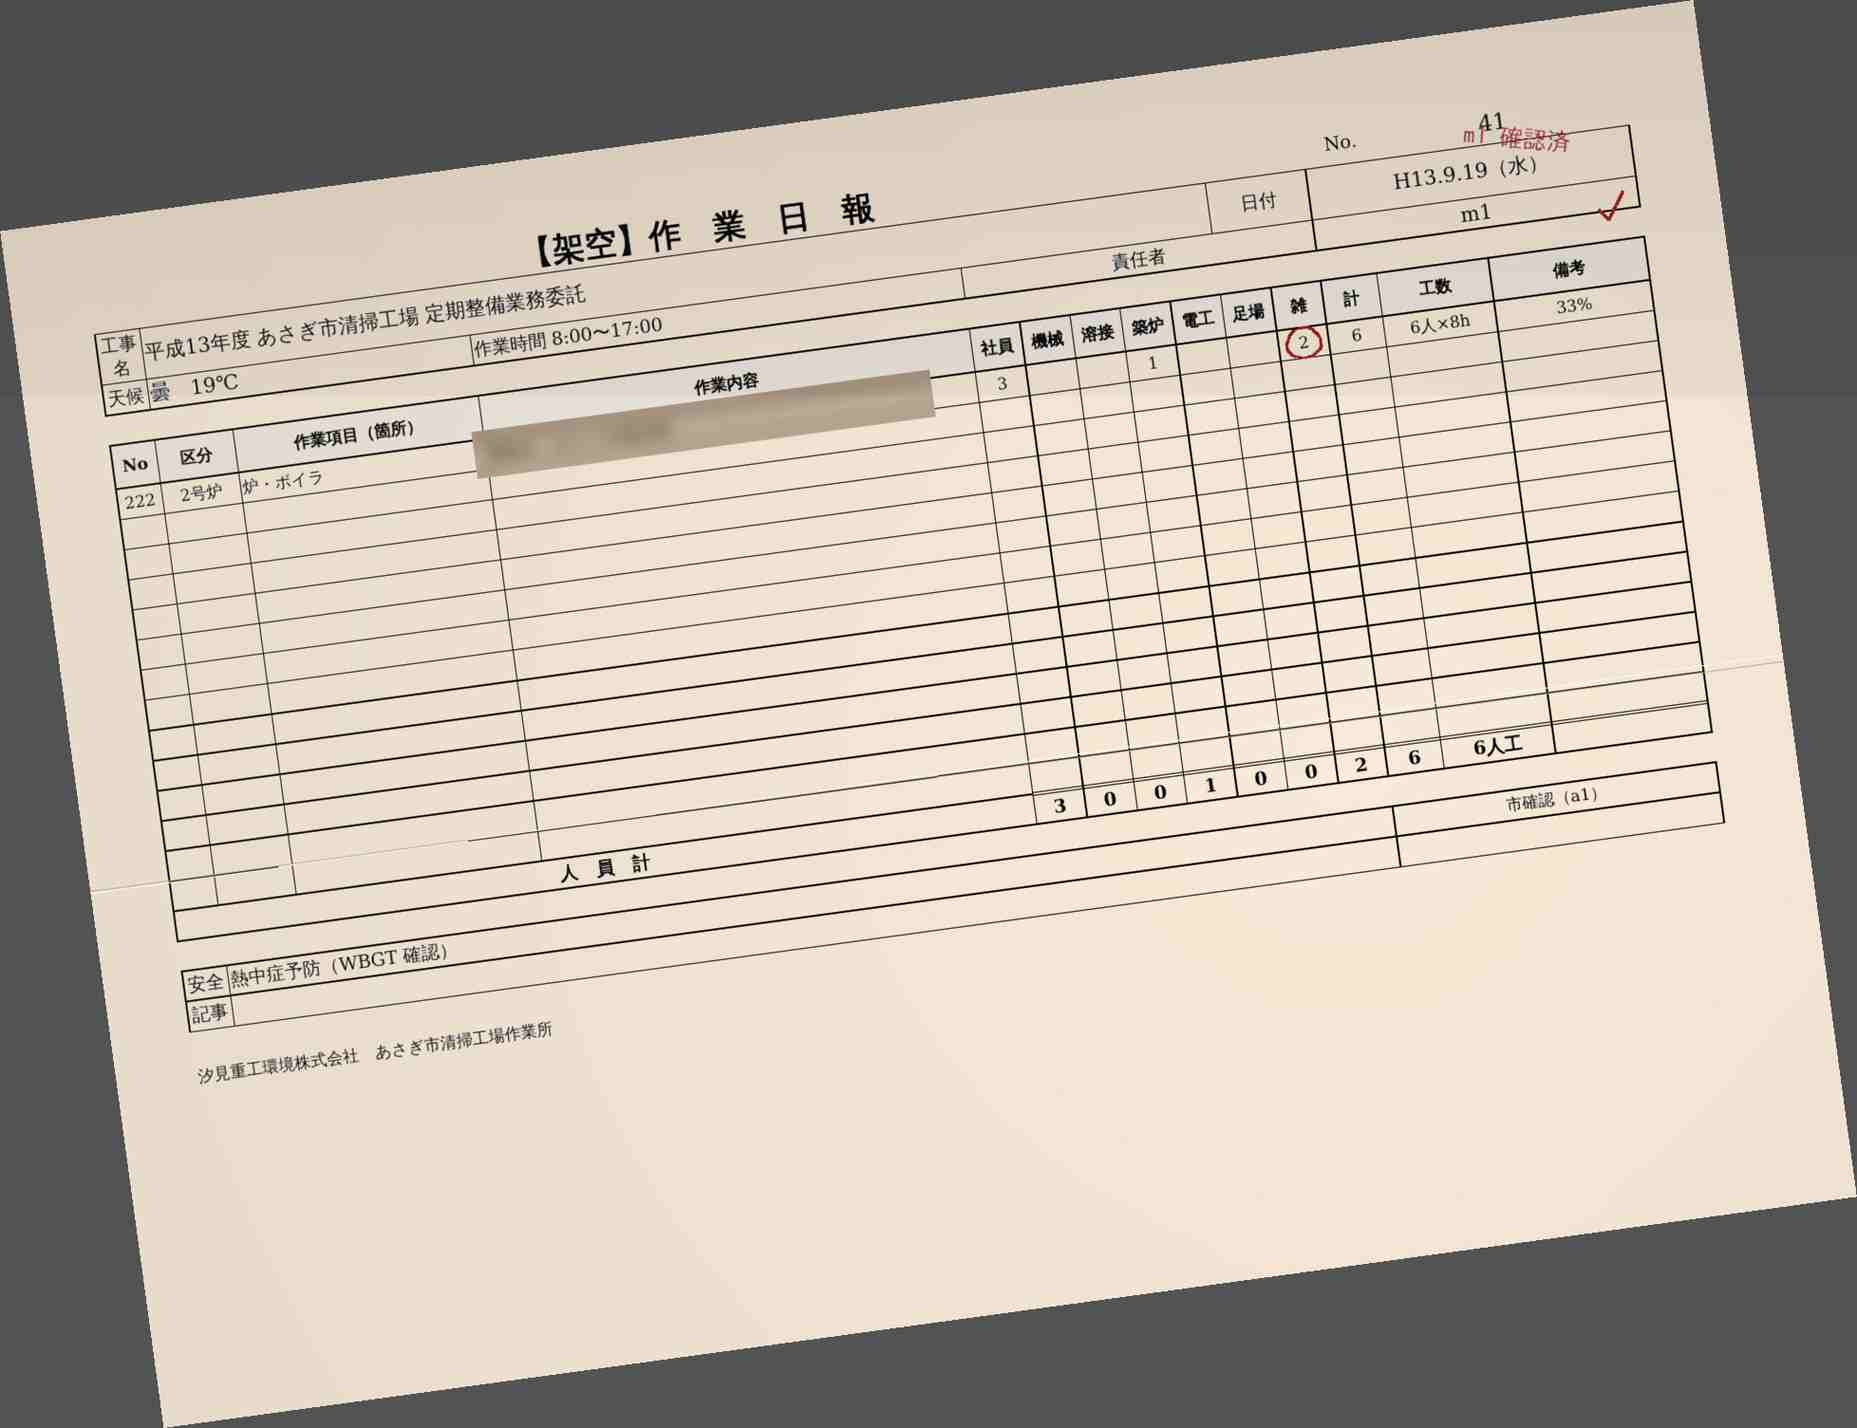 No. 41
m1 確認済
【架空】作 業 日 報
工事名 平成13年度 あさぎ市清掃工場 定期整備業務委託 日付 H13.9.19（水）
天候 曇 19℃ 作業時間 8:00〜17:00 責任者 m1
No 区分 作業項目（箇所） 作業内容 社員 機械 溶接 築炉 電工 足場 雑 計 工数 備考
222 2号炉 炉・ボイラ 3 1 2 6 6人×8h 33%
人 員 計 3 0 0 1 0 0 2 6 6人工
安全 熱中症予防（WBGT 確認） 市確認（a1）
記事
汐見重工環境株式会社 あさぎ市清掃工場作業所